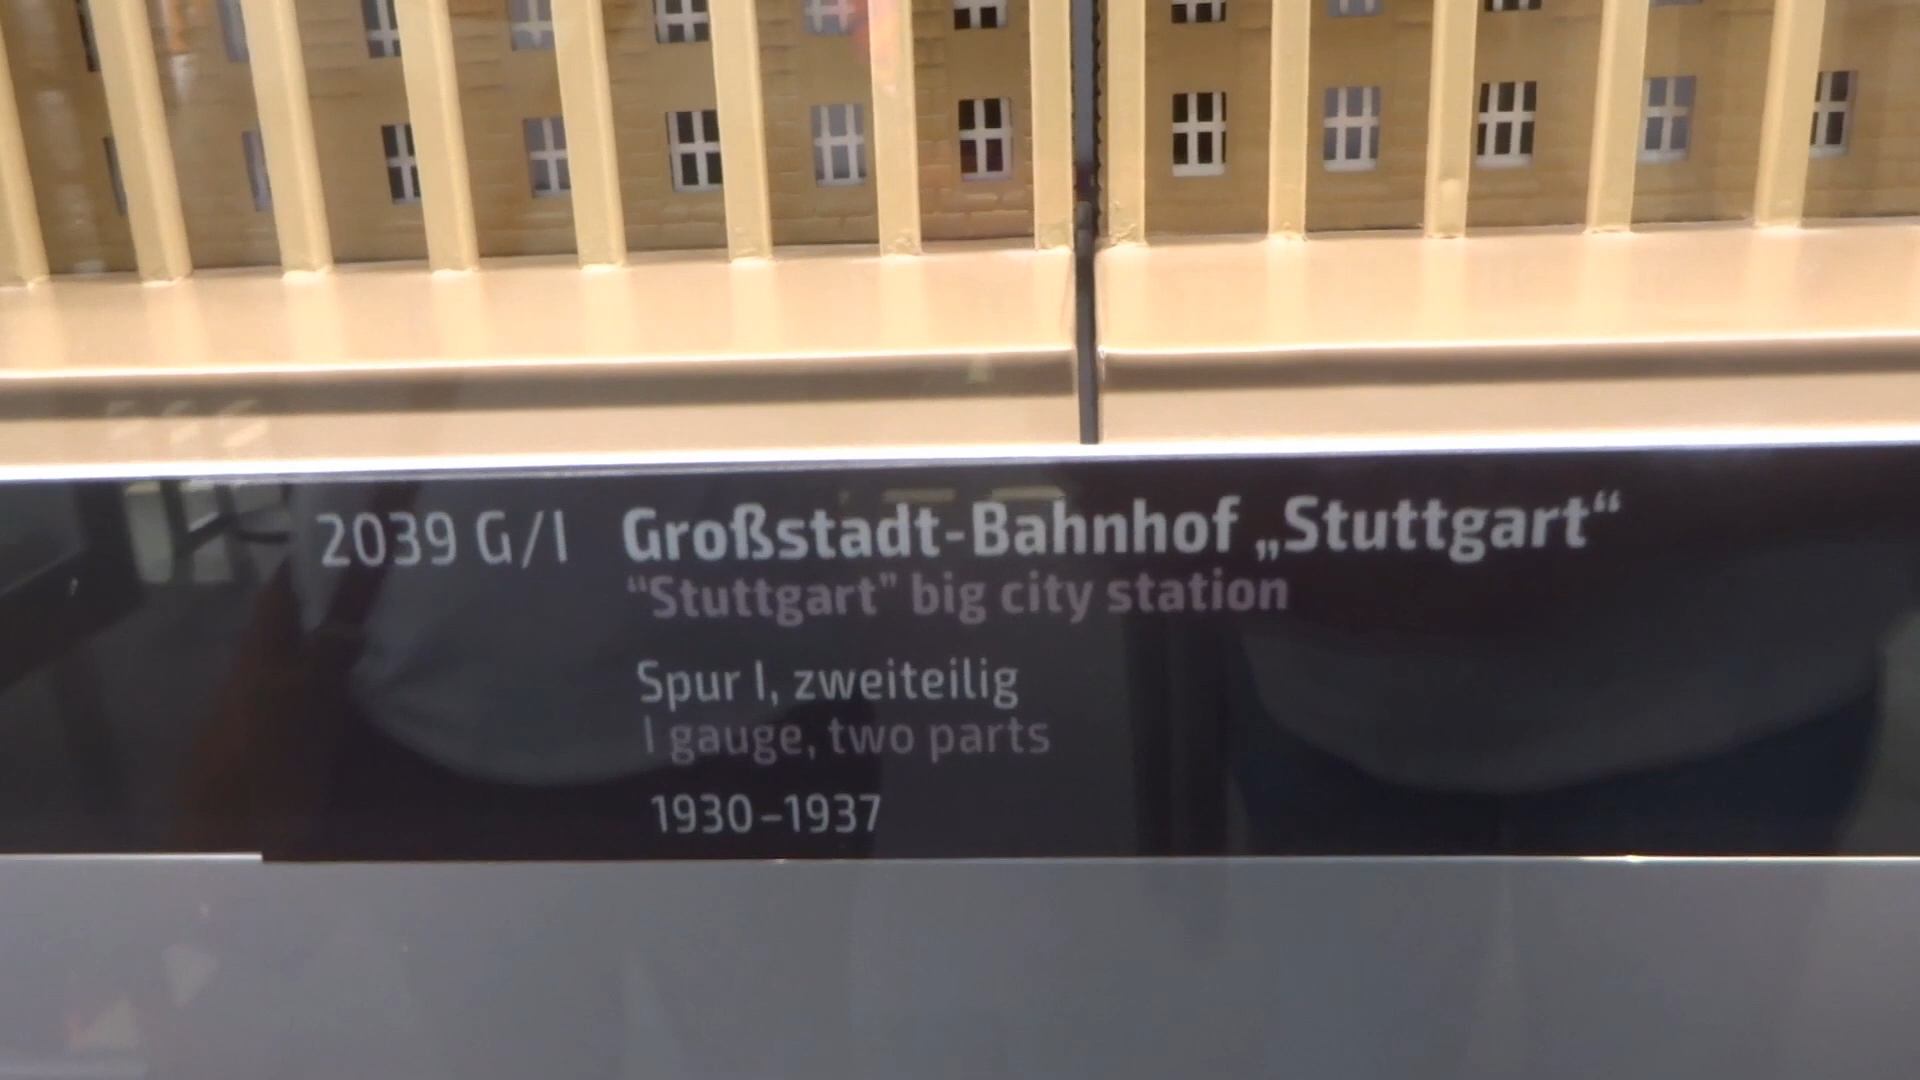 2039 G/I Großstadt-Bahnhof „Stuttgart“
“Stuttgart” big city station
Spur I, zweiteilig
I gauge, two parts
1930–1937